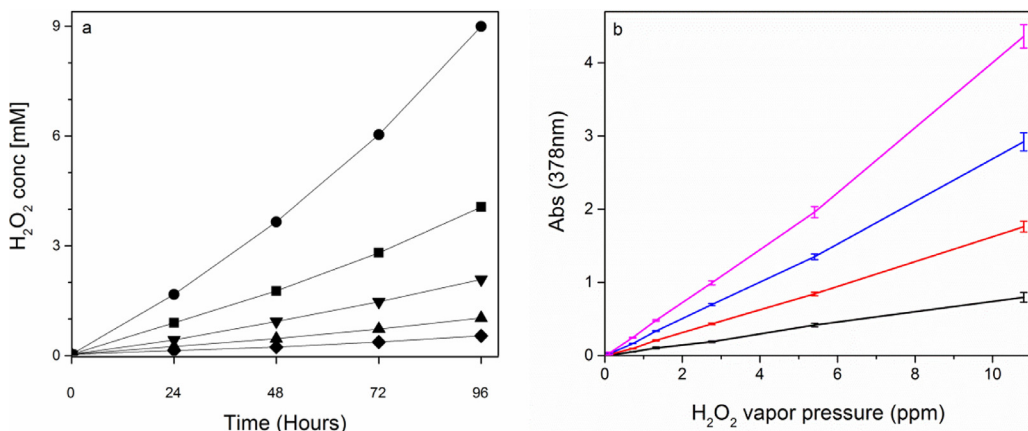 a
9
6
3
0
H₂O₂ conc [mM]
0 24 48 72 96
Time (Hours)
b
4
3
2
1
0
Abs (378nm)
0 2 4 6 8 10
H₂O₂ vapor pressure (ppm)